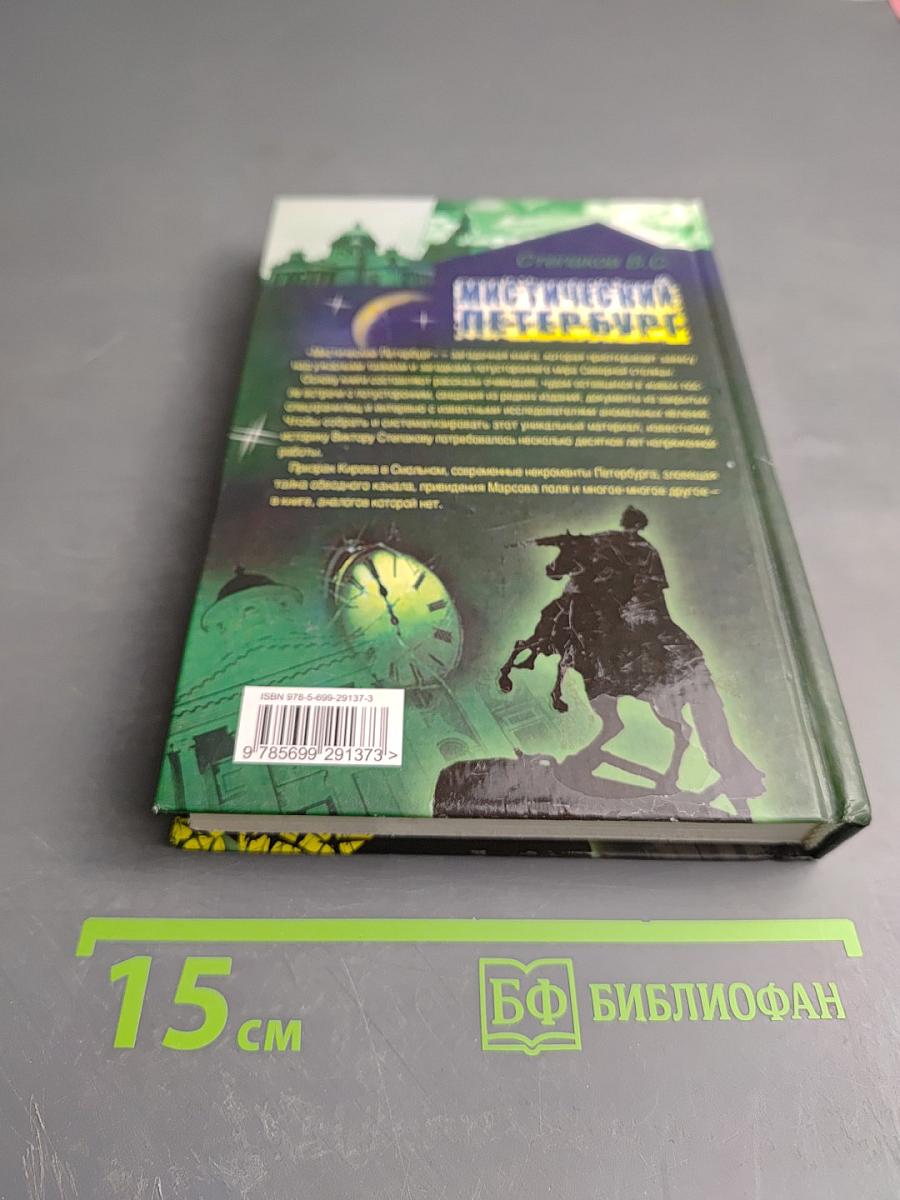 Степаков В.С.
МИСТИЧЕСКИЙ
ПЕТЕРБУРГ
«Мистический Петербург» — загадочная книга, которая приоткрывает завесу
над тайнами и потустороннего мира Северной столицы.
Основу книги составляют рассказы очевидцев, чудом оставшихся в живых пос-
ле встречи с потусторонним, сведения из редких изданий, документы из закрытых
спецхранов, и интервью с известными исследователями аномальных явлений.
Чтобы собрать и систематизировать этот уникальный материал, известному
историку Виктору Степакову потребовалось несколько десятков лет напряженной
работы.
Призрак Кирова в Смольном, современные некроманты Петербурга, зловещая
тайна обводного канала, привидения Марсова поля и многое-многое другое –
в книге, аналогов которой нет.
ISBN 978-5-699-29137-3
9 785699 291373 >
15 см
БФ БИБЛИОФАН